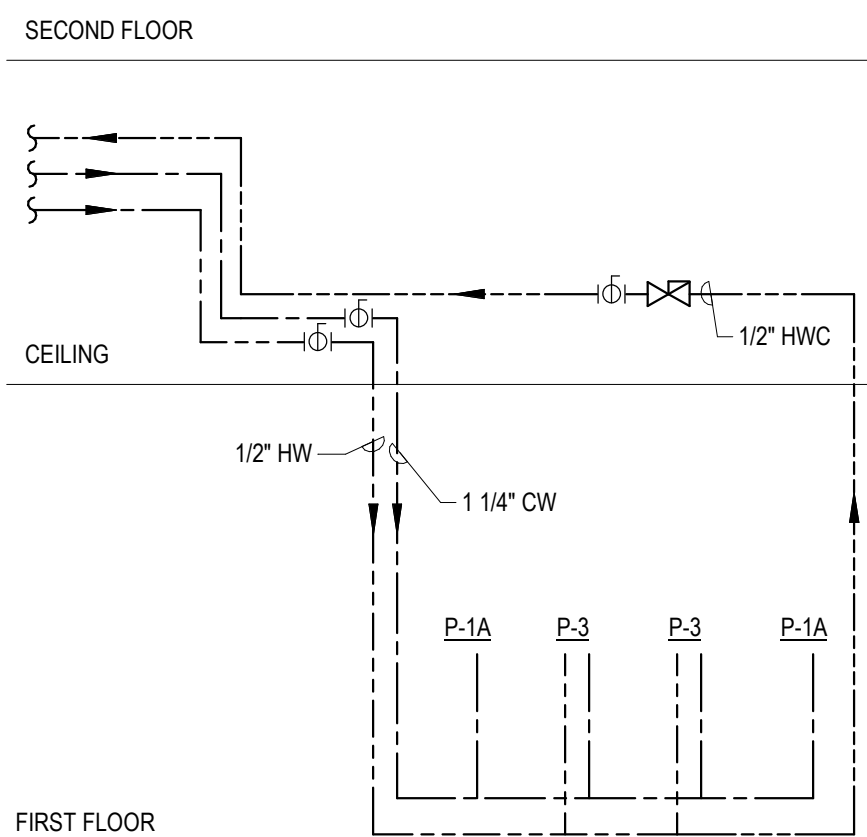 SECOND FLOOR
1/2" HWC
CEILING
1/2" HW
1 1/4" CW
P-1A P-3 P-3 P-1A
FIRST FLOOR